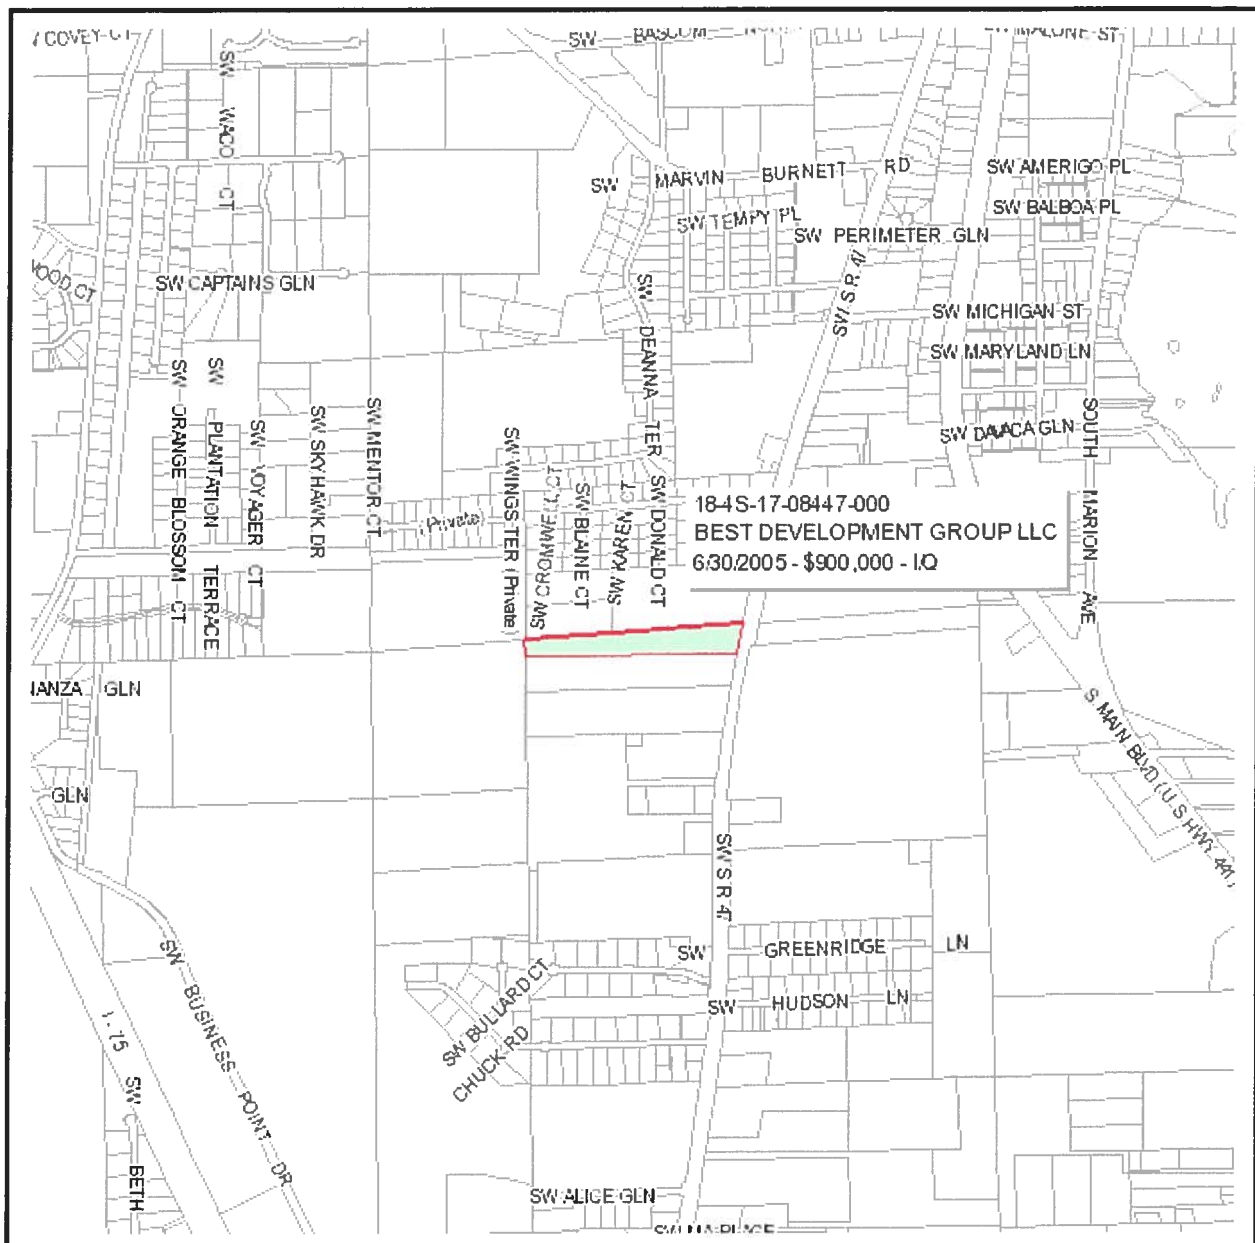 COVEY CT
SW BASCOM
SW MALONE ST
SW WACO CT
SW MARVIN BURNETT RD
SW AMERIGO PL
SW TEMPY PL
SW BALBOA PL
SW PERIMETER GLN
WOOD CT
SW CAPTAINS GLN
SW DEANNA TER
SW S R 47
SW MICHIGAN ST
SW MARYLAND LN
SW ORANGE BLOSSOM CT
SW PLANTATION TERRACE
SW VOYAGER CT
SW SKY HAWK DR
SW MENTOR CT
(Private)
SW WINGS TER (Private)
SW CROMWELL CT
SW BLAINE CT
SW KAREN CT
SW DONALD CT
SW DAVACA GLN
SOUTH MARION AVE
18-4S-17-08447-000
BEST DEVELOPMENT GROUP LLC
6/30/2005 - $900,000 - I/Q
NANZA GLN
S MAIN BLVD (U S HWY 441)
GLN
SW S R 47
SW GREENRIDGE LN
SW HUDSON LN
SW BULLARD CT
CHUCK RD
SW BUSINESS POINT DR
I-75
SW BETH
SW ALICE GLN